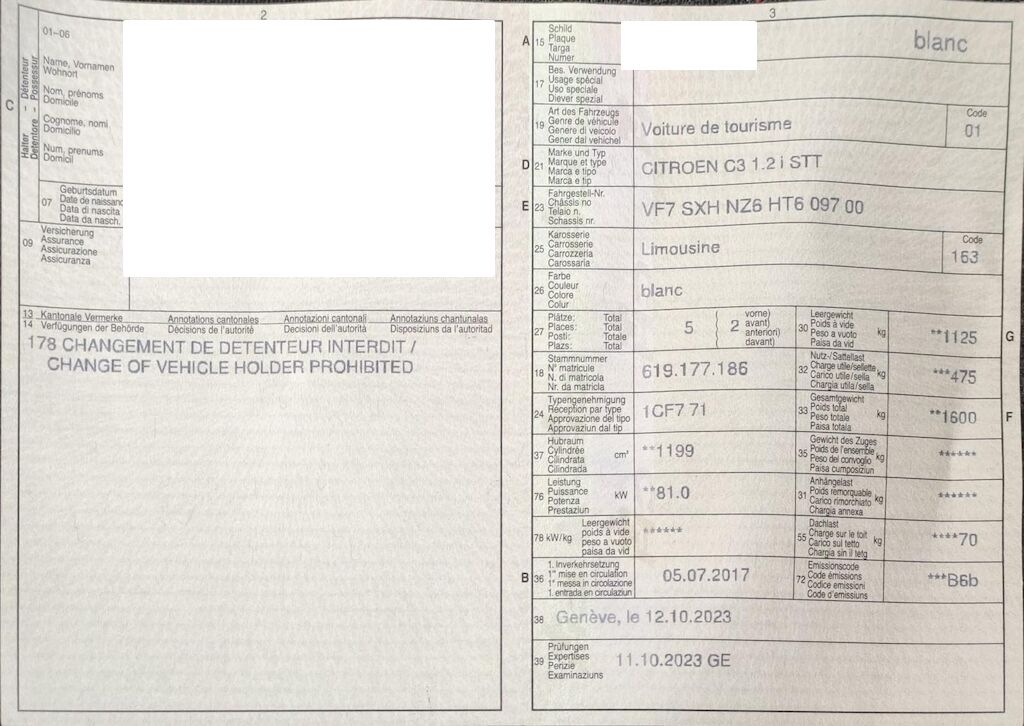 2
01-06
Name, Vornamen
Wohnort
Nom, prénoms
Domicile
Cognome, nomi
Domicilio
Num, prenums
Domicil
C
Halter Détenteur
Detentore Possessur
07
Geburtsdatum
Date de naissanc
Data di nascita
Data da nasch.
09
Versicherung
Assurance
Assicurazione
Assicuranza
13 Kantonale Vermerke Annotations cantonales Annotazioni cantonali Annotaziuns chantunalas
14 Verfügungen der Behörde Décisions de l'autorité Decisioni dell'autorità Disposiziuns da l'autoritad
178 CHANGEMENT DE DETENTEUR INTERDIT /
CHANGE OF VEHICLE HOLDER PROHIBITED
3
A 15
Schild
Plaque
Targa
Numer
blanc
17
Bes. Verwendung
Usage spécial
Uso speciale
Diever spezial
19
Art des Fahrzeugs
Genre de véhicule
Genere di veicolo
Gener dal vehichel
Voiture de tourisme
Code
01
D 21
Marke und Typ
Marque et type
Marca e tipo
Marca e tip
CITROEN C3 1.2 i STT
E 23
Fahrgestell-Nr.
Châssis no
Telaio n.
Schassis nr.
VF7 SXH NZ6 HT6 097 00
25
Karosserie
Carrosserie
Carrozzeria
Carossaria
Limousine
Code
163
26
Farbe
Couleur
Colore
Colur
blanc
27
Plätze: Total
Places: Total
Posti: Totale
Plazs: Total
5
2
vorne)
avant)
anteriori)
davant)
30
Leergewicht
Poids à vide
Peso a vuoto
Paisa da vid
kg
**1125
G
18
Stammnummer
N° matricule
N. di matricola
Nr. da matricla
619.177.186
32
Nutz-/Sattellast
Charge utile/sellette
Carico utile/sella
Chargia utila/sella
kg
***475
24
Typengenehmigung
Réception par type
Approvazione del tipo
Approvaziun dal tip
1CF7 71
33
Gesamtgewicht
Poids total
Peso totale
Paisa totala
kg
**1600
F
37
Hubraum
Cylindrée
Cilindrata
Cilindrada
cm³
**1199
35
Gewicht des Zuges
Poids de l'ensemble
Peso del convoglio
Paisa cumposiziun
kg
******
76
Leistung
Puissance
Potenza
Prestaziun
kW
**81.0
31
Anhängelast
Poids remorquable
Carico rimorchiato
Chargia annexa
kg
******
78 kW/kg
Leergewicht
poids à vide
peso a vuoto
paisa da vid
******
55
Dachlast
Charge sur le toit
Carico sul tetto
Chargia sin il tetg
kg
****70
B 36
1. Inverkehrsetzung
1re mise en circulation
1a messa in circolazione
1. entrada en circulaziun
05.07.2017
72
Emissionscode
Code émissions
Codice emissioni
Code d'emissiuns
***B6b
38
Genève, le 12.10.2023
39
Prüfungen
Expertises
Perizie
Examinaziuns
11.10.2023 GE